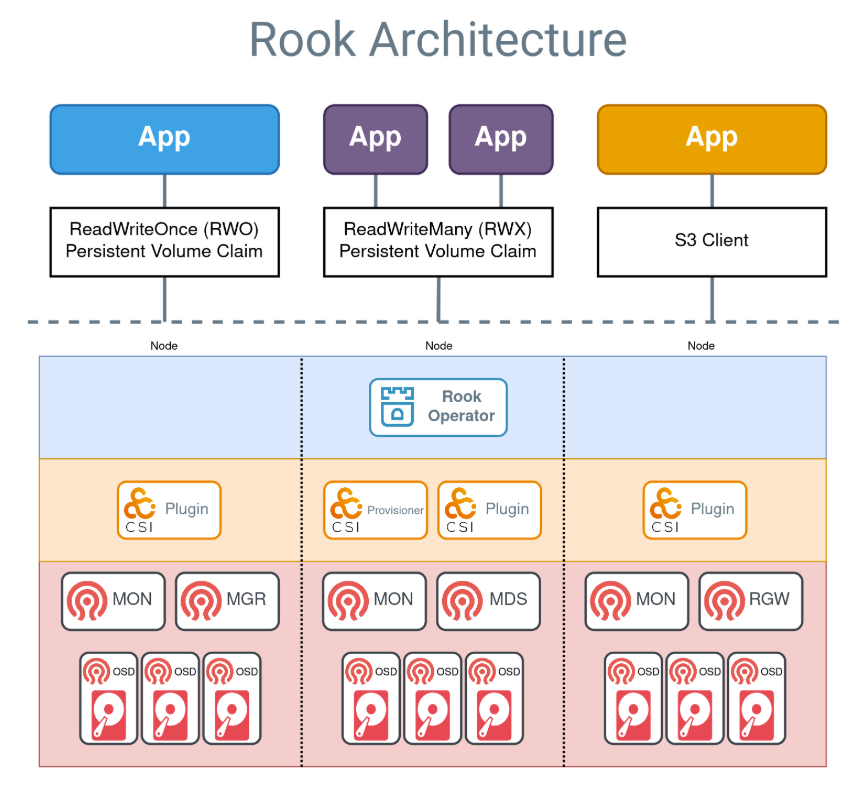 Rook Architecture
App
App
App
App
ReadWriteOnce (RWO)
Persistent Volume Claim
ReadWriteMany (RWX)
Persistent Volume Claim
S3 Client
Node
Node
Node
Rook
Operator
CSI
Plugin
CSI
Provisioner
CSI
Plugin
CSI
Plugin
MON
MGR
MON
MDS
MON
RGW
OSD
OSD
OSD
OSD
OSD
OSD
OSD
OSD
OSD